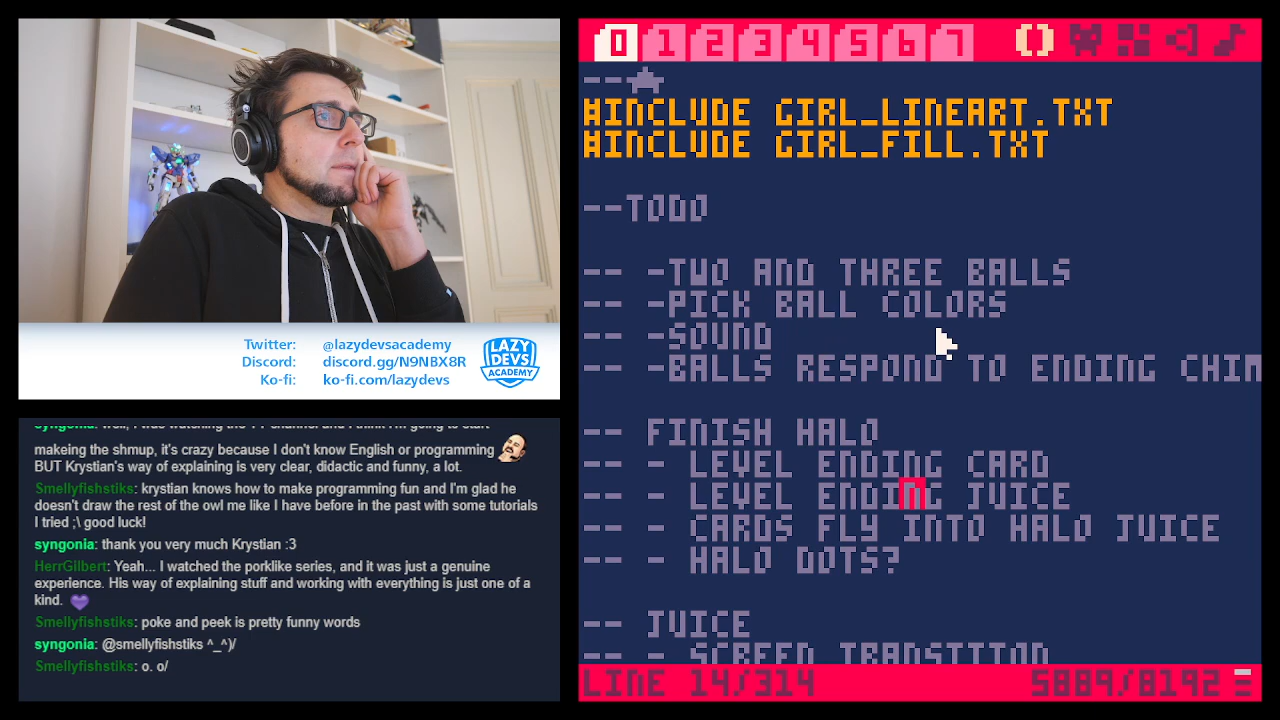 Twitter: @lazydevsacademy
Discord: discord.gg/N9NBX8R
Ko-fi: ko-fi.com/lazydevs
LAZY
DEVS
ACADEMY
makeing the shmup, it's crazy because I don't know English or programming
BUT Krystian's way of explaining is very clear, didactic and funny, a lot.
Smellyfishstiks: krystian knows how to make programming fun and I'm glad he
doesn't draw the rest of the owl me like I have before in the past with some tutorials
I tried ;\ good luck!
syngonia: thank you very much Krystian :3
HerrGilbert: Yeah... I watched the porklike series, and it was just a genuine
experience. His way of explaining stuff and working with everything is just one of a
kind.
Smellyfishstiks: poke and peek is pretty funny words
syngonia: @smellyfishstiks ^_^)/
Smellyfishstiks: o. o/
0 1 2 3 4 5 6 7 ()
--
#INCLUDE GIRL_LINEART.TXT
#INCLUDE GIRL_FILL.TXT
--TODO
-- -TWO AND THREE BALLS
-- -PICK BALL COLORS
-- -SOUND
-- -BALLS RESPOND TO ENDING CHIM
-- FINISH HALO
-- - LEVEL ENDING CARD
-- - LEVEL ENDING JUICE
-- - CARDS FLY INTO HALO JUICE
-- - HALO DOTS?
-- JUICE
-- - SCREEN TRANSTION
LINE 14/314 5889/8192